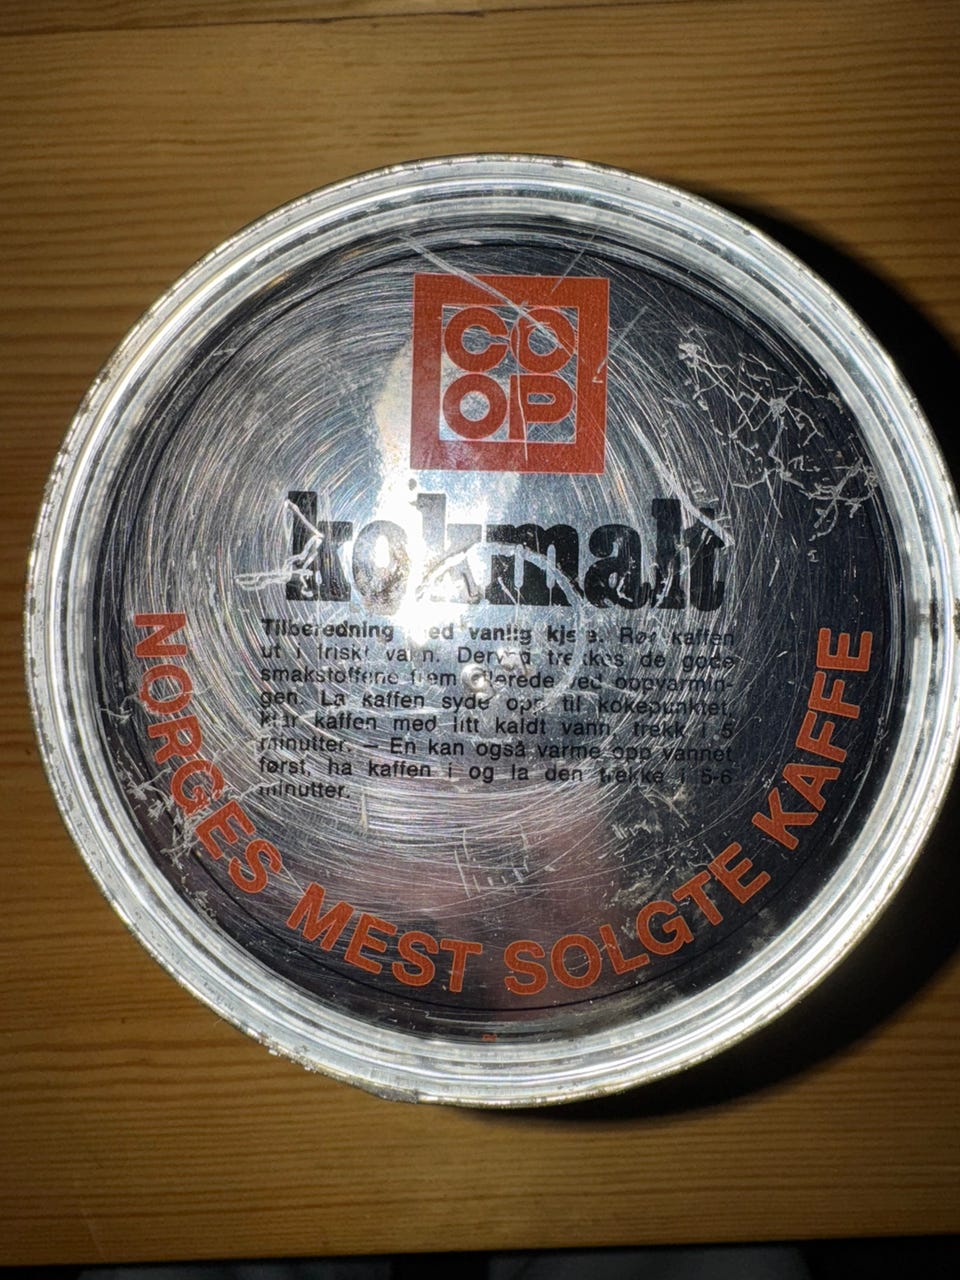 CO
OP
kokmalt
Tilberedning med vanlig kjele. Rør kaffen
ut i friskt vann. Derved trekkes de gode
smakstoffene frem allerede ved oppvarmin-
gen. La kaffen syde opp til kokepunktet,
klar kaffen med litt kaldt vann, trekk i 5
minutter. — En kan også varme opp vannet
først, ha kaffen i og la den trekke i 5-6
minutter.
NORGES MEST SOLGTE KAFFE